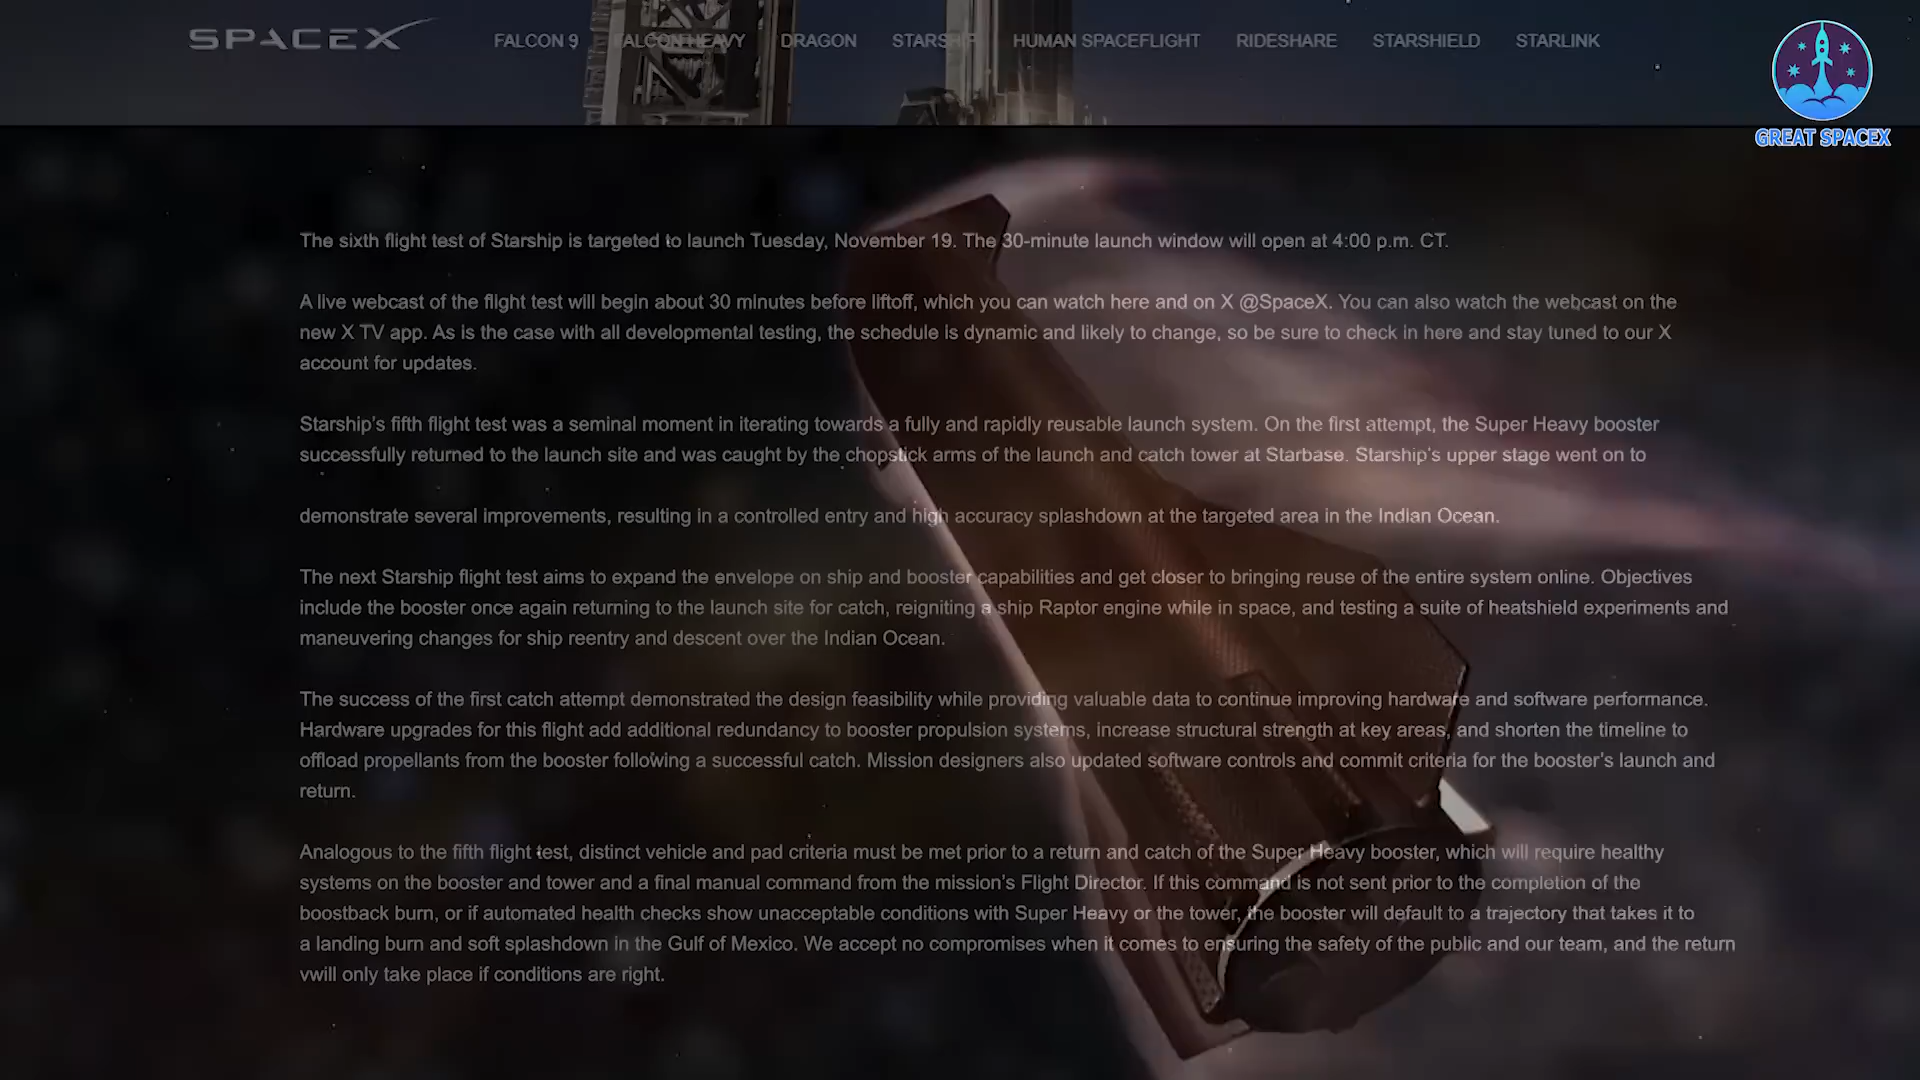 SPACEX
FALCON 9 FALCON HEAVY DRAGON STARSHIP HUMAN SPACEFLIGHT RIDESHARE STARSHIELD STARLINK
GREAT SPACEX
The sixth flight test of Starship is targeted to launch Tuesday, November 19. The 30-minute launch window will open at 4:00 p.m. CT.
A live webcast of the flight test will begin about 30 minutes before liftoff, which you can watch here and on X @SpaceX. You can also watch the webcast on the
new X TV app. As is the case with all developmental testing, the schedule is dynamic and likely to change, so be sure to check in here and stay tuned to our X
account for updates.
Starship's fifth flight test was a seminal moment in iterating towards a fully and rapidly reusable launch system. On the first attempt, the Super Heavy booster
successfully returned to the launch site and was caught by the chopstick arms of the launch and catch tower at Starbase. Starship's upper stage went on to
demonstrate several improvements, resulting in a controlled entry and high accuracy splashdown at the targeted area in the Indian Ocean.
The next Starship flight test aims to expand the envelope on ship and booster capabilities and get closer to bringing reuse of the entire system online. Objectives
include the booster once again returning to the launch site for catch, reigniting a ship Raptor engine while in space, and testing a suite of heatshield experiments and
maneuvering changes for ship reentry and descent over the Indian Ocean.
The success of the first catch attempt demonstrated the design feasibility while providing valuable data to continue improving hardware and software performance.
Hardware upgrades for this flight add additional redundancy to booster propulsion systems, increase structural strength at key areas, and shorten the timeline to
offload propellants from the booster following a successful catch. Mission designers also updated software controls and commit criteria for the booster's launch and
return.
Analogous to the fifth flight test, distinct vehicle and pad criteria must be met prior to a return and catch of the Super Heavy booster, which will require healthy
systems on the booster and tower and a final manual command from the mission's Flight Director. If this command is not sent prior to the completion of the
boostback burn, or if automated health checks show unacceptable conditions with Super Heavy or the tower, the booster will default to a trajectory that takes it to
a landing burn and soft splashdown in the Gulf of Mexico. We accept no compromises when it comes to ensuring the safety of the public and our team, and the return
vwill only take place if conditions are right.